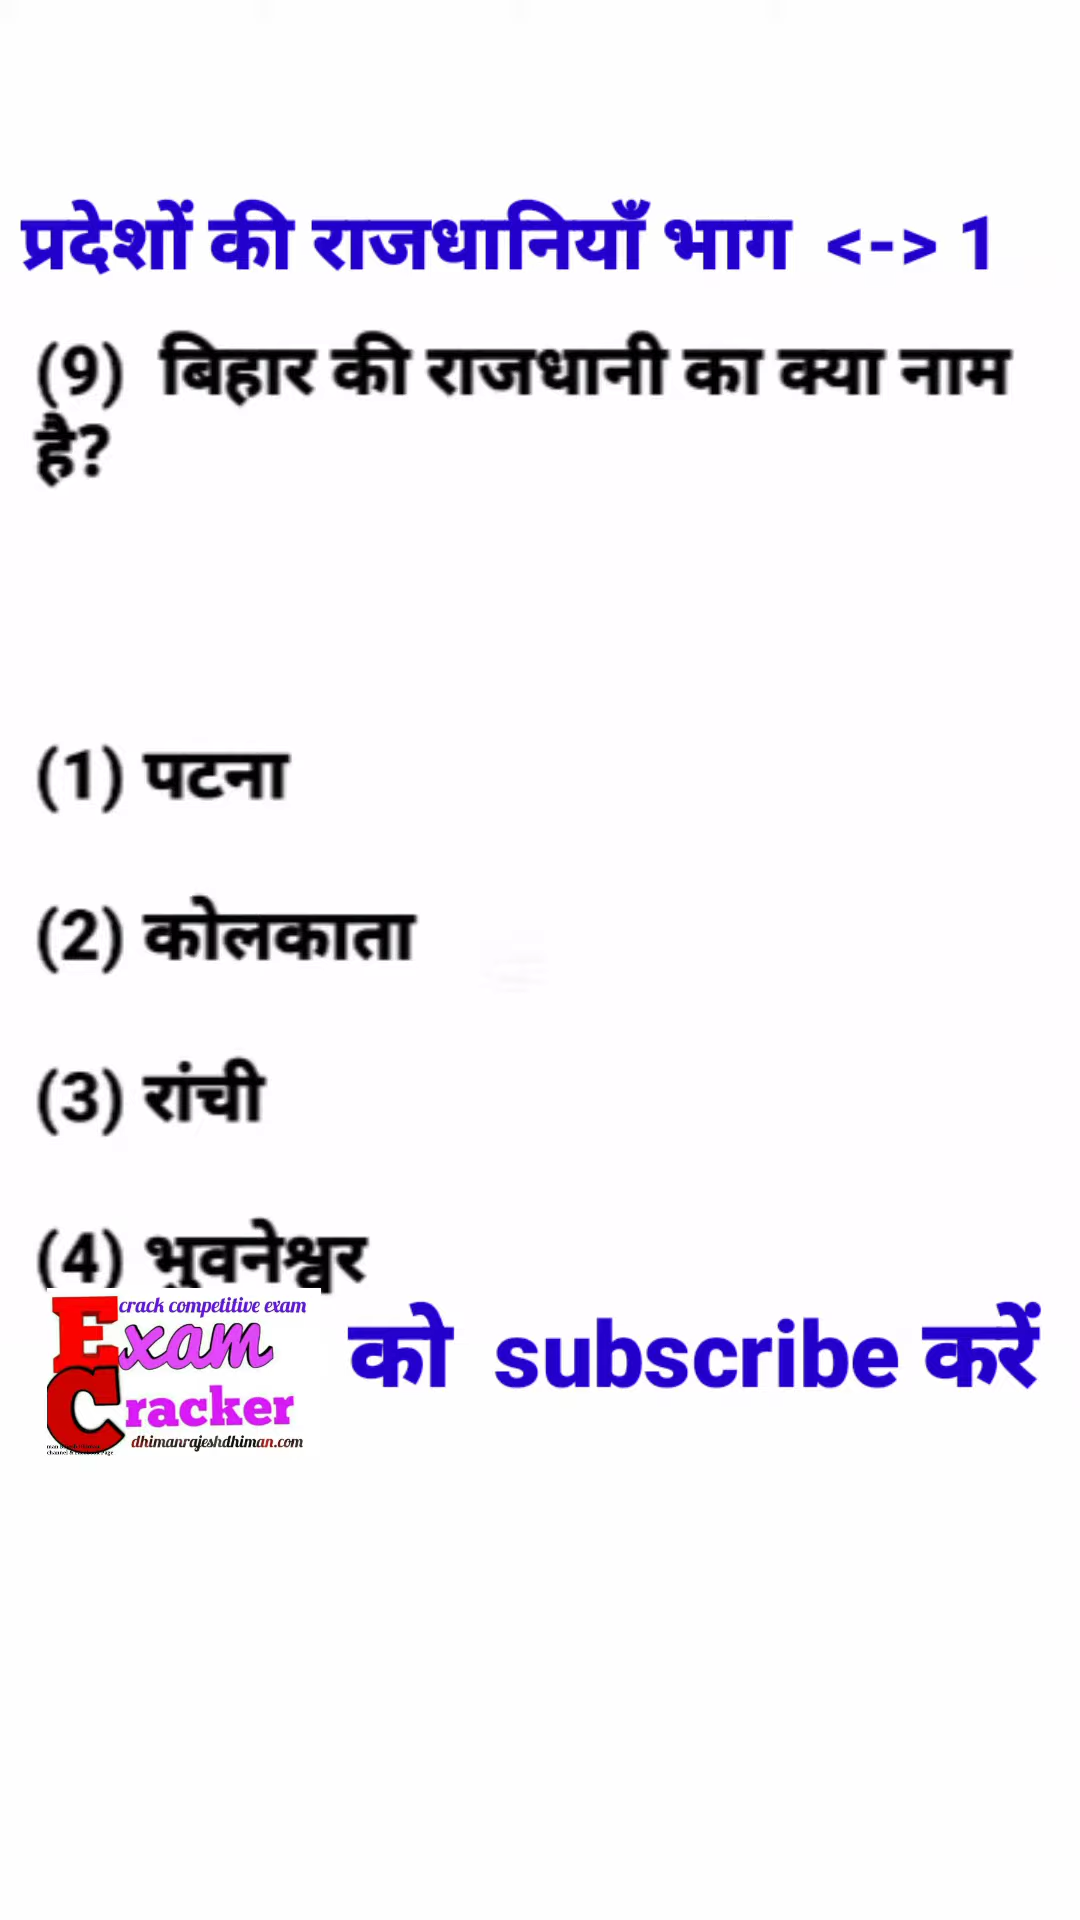 प्रदेशों की राजधानियाँ भाग <-> 1
(9) बिहार की राजधानी का क्या नाम
है?
(1) पटना
(2) कोलकाता
(3) रांची
(4) भुवनेश्वर
crack competitive exam
Exam
Cracker
dhimanrajeshdhiman.com
को subscribe करें